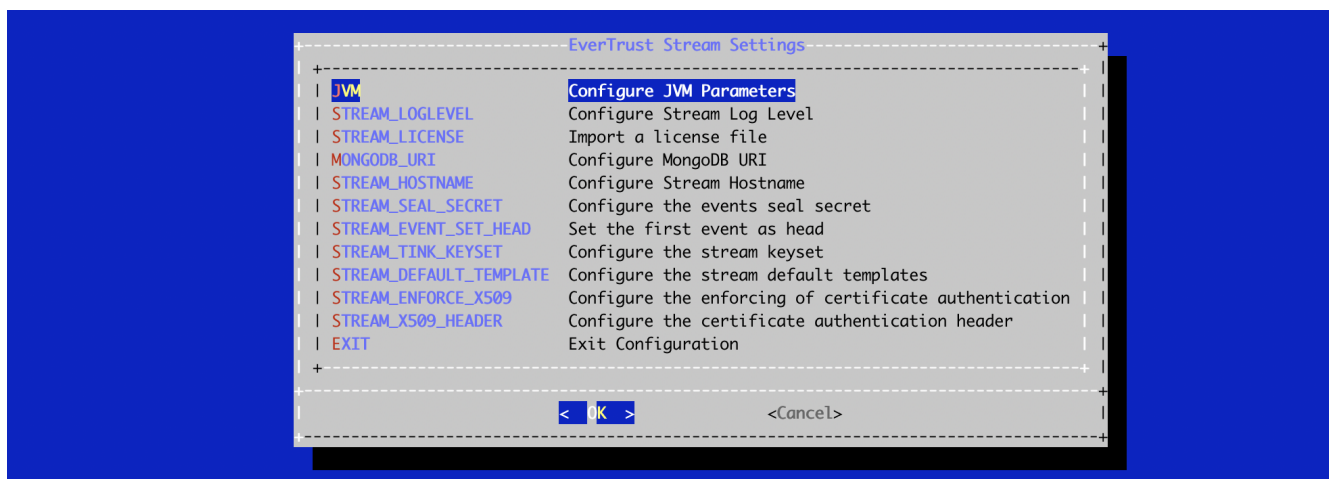 EverTrust Stream Settings
JVM Configure JVM Parameters
STREAM_LOGLEVEL Configure Stream Log Level
STREAM_LICENSE Import a license file
MONGODB_URI Configure MongoDB URI
STREAM_HOSTNAME Configure Stream Hostname
STREAM_SEAL_SECRET Configure the events seal secret
STREAM_EVENT_SET_HEAD Set the first event as head
STREAM_TINK_KEYSET Configure the stream keyset
STREAM_DEFAULT_TEMPLATE Configure the stream default templates
STREAM_ENFORCE_X509 Configure the enforcing of certificate authentication
STREAM_X509_HEADER Configure the certificate authentication header
EXIT Exit Configuration
< OK > <Cancel>